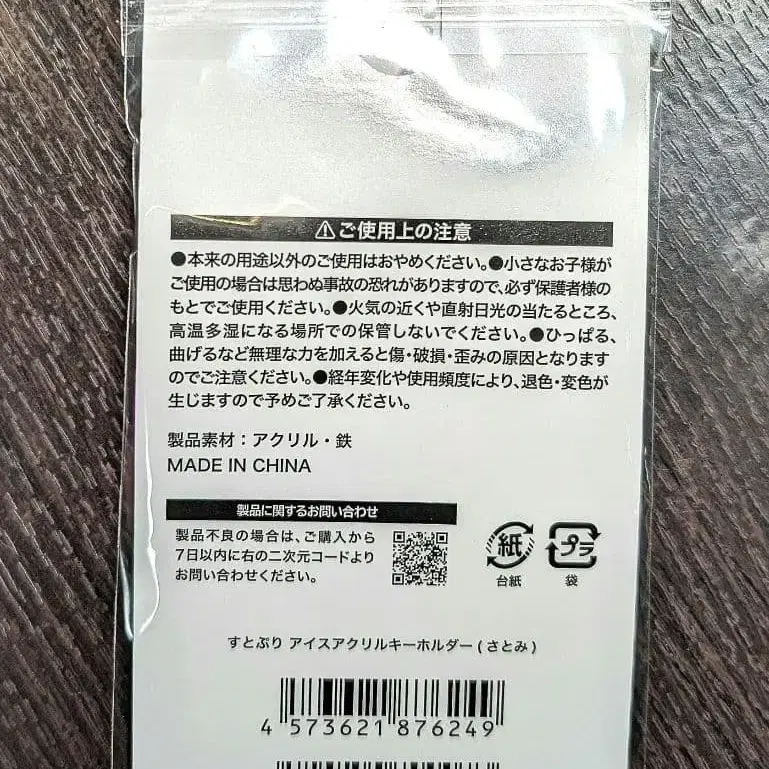 ⚠ご使用上の注意
●本来の用途以外のご使用はおやめください。●小さなお子様が
ご使用の場合は思わぬ事故の恐れがありますので、必ず保護者様の
もとでご使用ください。●火気の近くや直射日光の当たるところ、
高温多湿になる場所での保管しないでください。●ひっぱる、
曲げるなど無理な力を加えると傷・破損・歪みの原因となります
のでご注意ください。●経年変化や使用頻度により、退色・変色が
生じますので予めご了承ください。
製品素材：アクリル・鉄
MADE IN CHINA
製品に関するお問い合わせ
製品不良の場合は、ご購入から
7日以内に右の二次元コードより
お問い合わせください。
紙
台紙
プラ
袋
すとぷり アイスアクリルキーホルダー(さとみ)
4 573621 876249